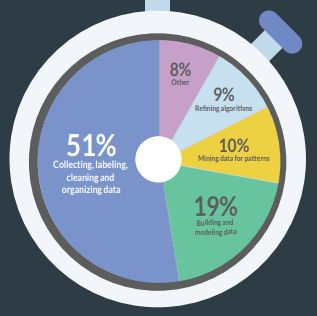 8%
Other
9%
Refining algorithms
10%
Mining data for patterns
51%
Collecting, labeling,
cleaning and
organizing data
19%
Building and
modeling data